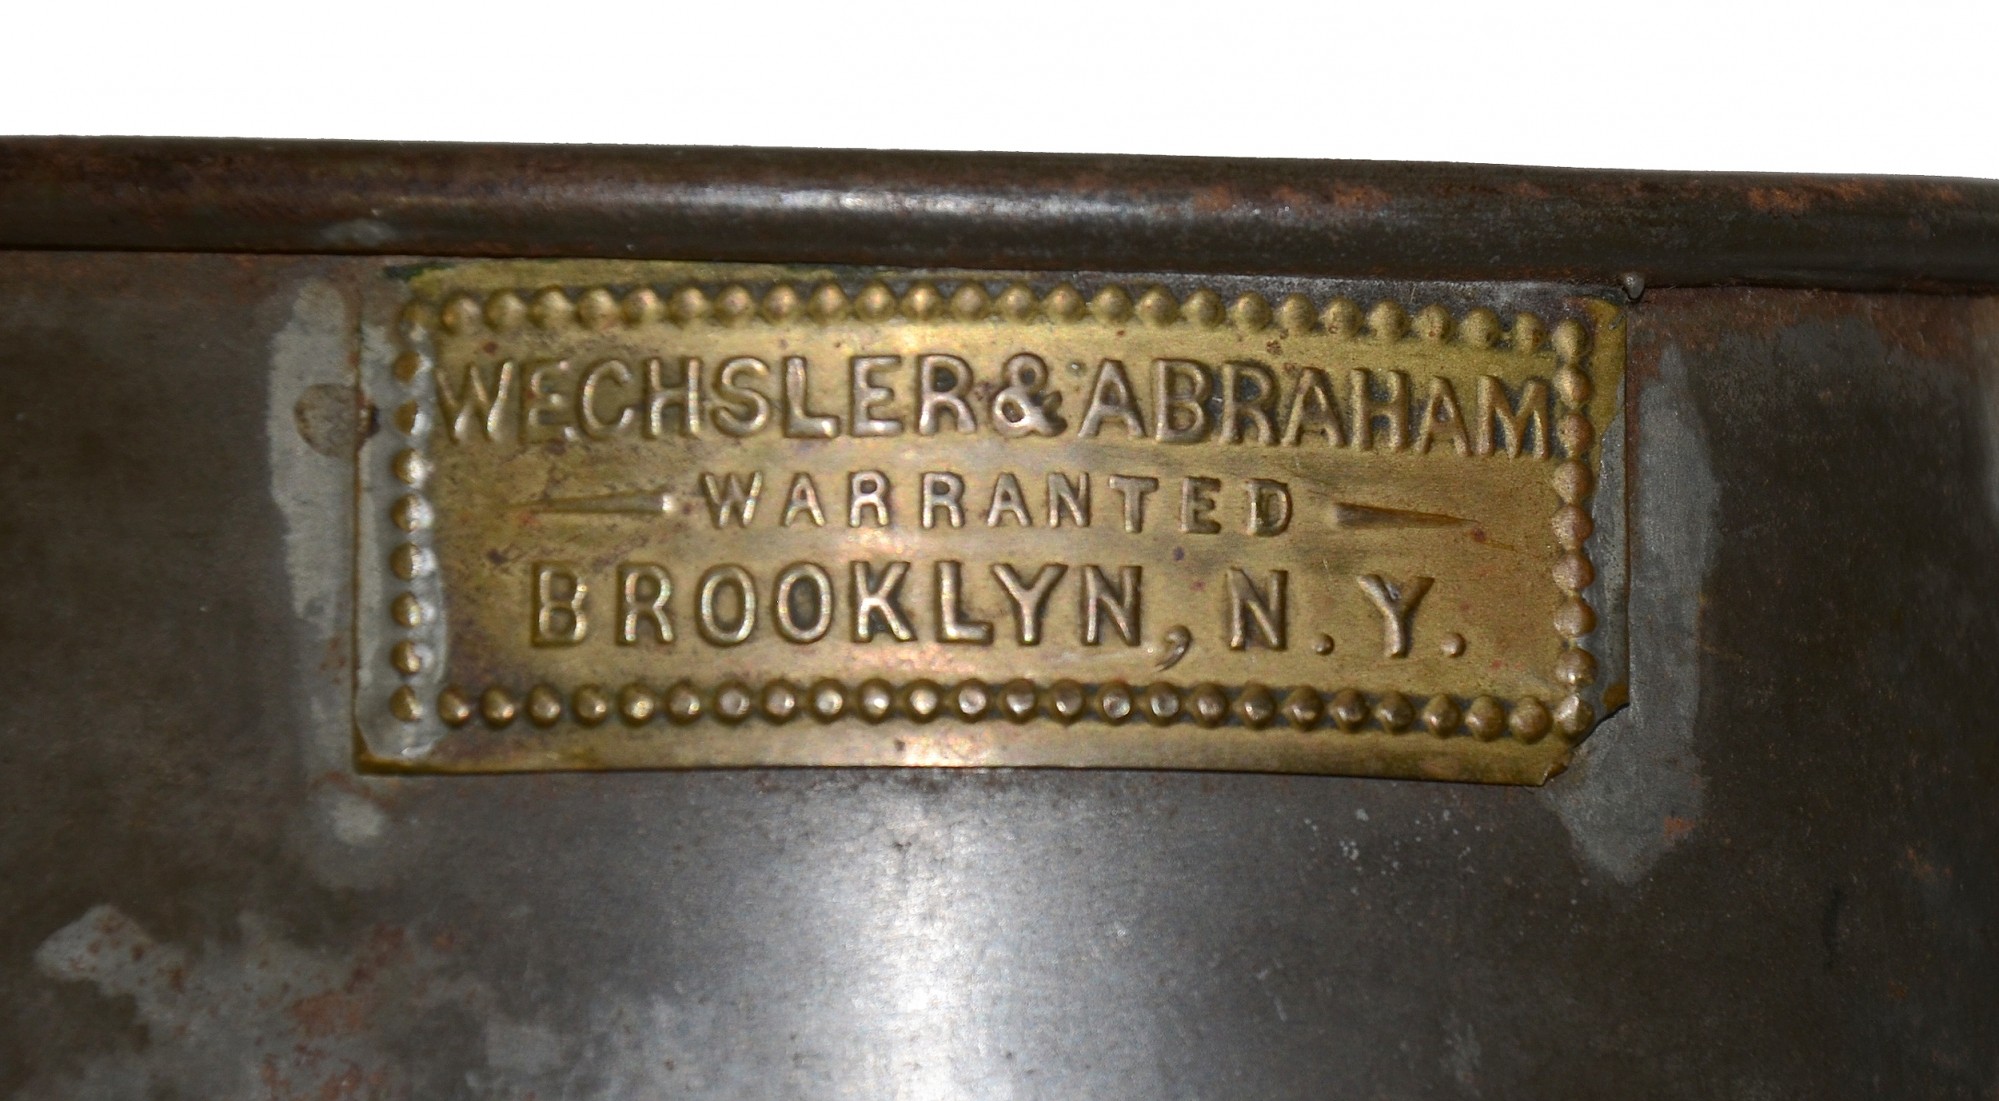 WECHSLER & ABRAHAM
WARRANTED
BROOKLYN, N.Y.